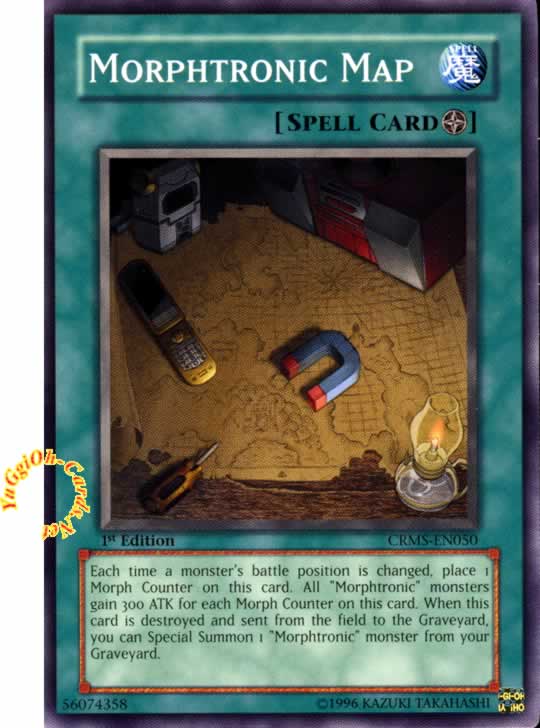 MORPHTRONIC MAP
魔
[SPELL CARD]
1st Edition
CRMS-EN050
Each time a monster's battle position is changed, place 1
Morph Counter on this card. All "Morphtronic" monsters
gain 300 ATK for each Morph Counter on this card. When this
card is destroyed and sent from the field to the Graveyard,
you can Special Summon 1 "Morphtronic" monster from your
Graveyard.
56074358
©1996 KAZUKI TAKAHASHI
YuGgiOh-Cards.Net